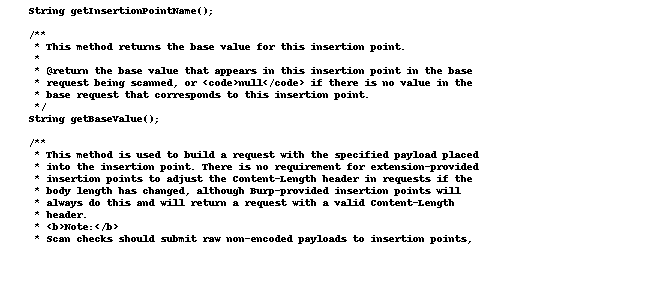 String getInsertionPointName();
/**
* This method returns the base value for this insertion point.
*
* @return the base value that appears in this insertion point in the base
* request being scanned, or <code>null</code> if there is no value in the
* base request that corresponds to this insertion point.
*/
String getBaseValue();
/**
* This method is used to build a request with the specified payload placed
* into the insertion point. There is no requirement for extension-provided
* insertion points to adjust the Content-Length header in requests if the
* body length has changed, although Burp-provided insertion points will
* always do this and will return a request with a valid Content-Length
* header.
* <b>Note:</b>
* Scan checks should submit raw non-encoded payloads to insertion points,